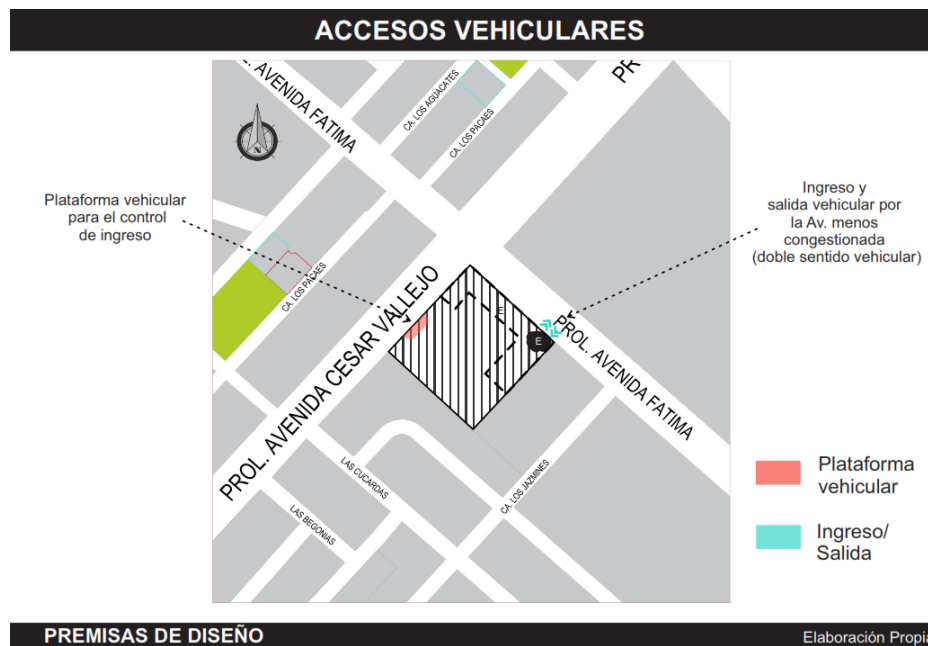 ACCESOS VEHICULARES
. AVENIDA FATIMA
CA. LOS AGUACATES
CA. LOS PACAES
PR
N
Plataforma vehicular
para el control
de ingreso
Ingreso y
salida vehicular por
la Av. menos
congestionada
(doble sentido vehicular)
CA. LOS PACAES
PROL. AVENIDA CESAR VALLEJO
E
E
PROL. AVENIDA FATIMA
LAS CUCARDAS
CA. LOS JAZMINES
LAS BEGONIAS
Plataforma
vehicular
Ingreso/
Salida
PREMISAS DE DISEÑO
Elaboración Propia